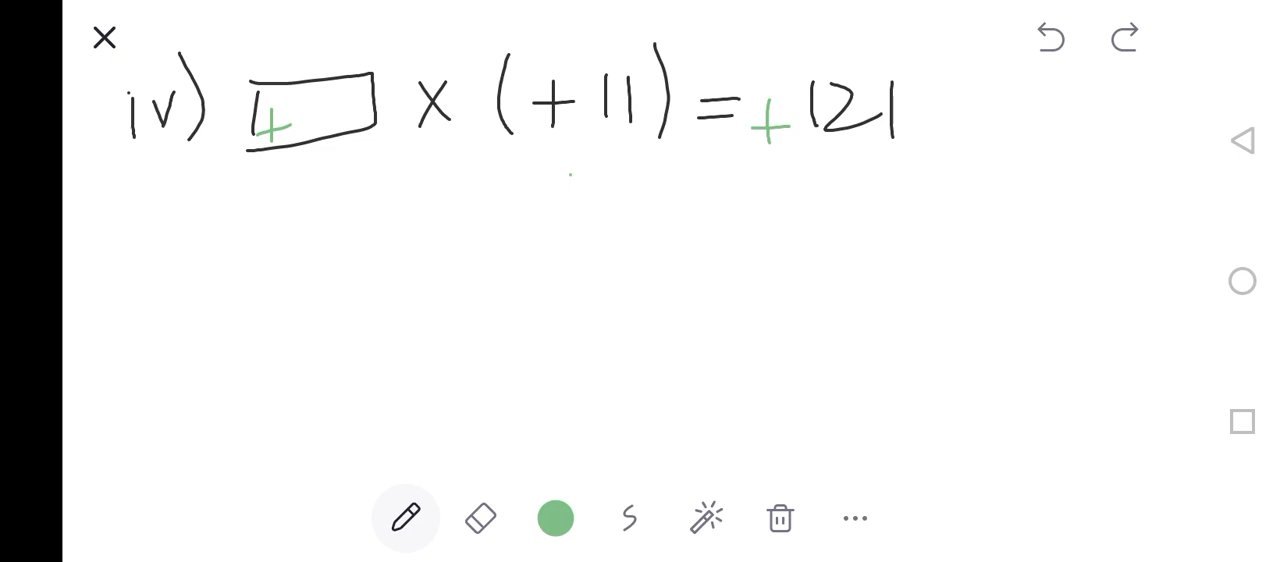 iv) + × (+11) = +121